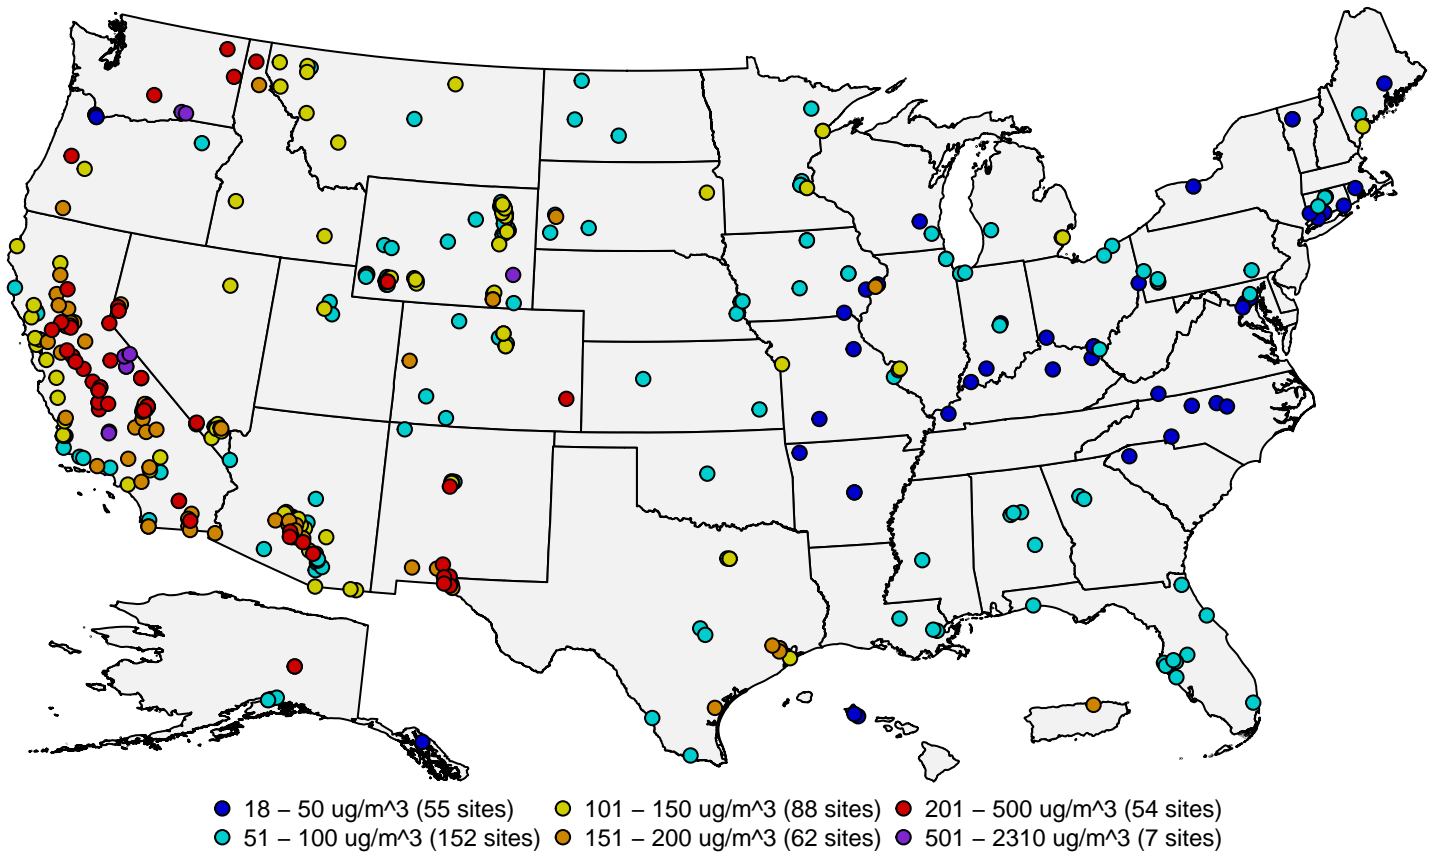 18 – 50 ug/m^3 (55 sites) 101 – 150 ug/m^3 (88 sites) 201 – 500 ug/m^3 (54 sites)
51 – 100 ug/m^3 (152 sites) 151 – 200 ug/m^3 (62 sites) 501 – 2310 ug/m^3 (7 sites)